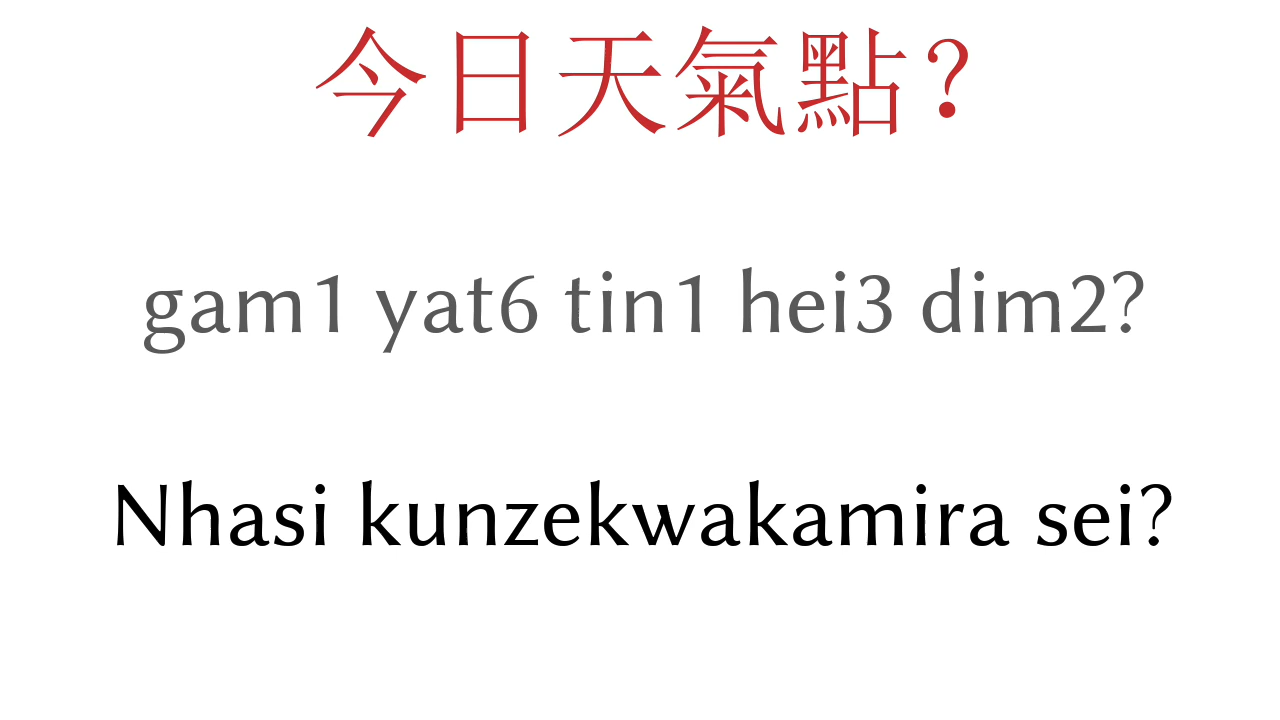 今日天氣點？
gam1 yat6 tin1 hei3 dim2?
Nhasi kunzekwakamira sei?